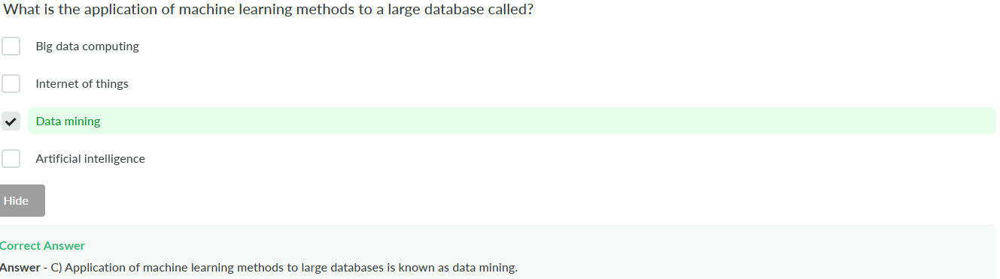 What is the application of machine learning methods to a large database called?
Big data computing
Internet of things
Data mining
Artificial intelligence
Hide
Correct Answer
Answer - C) Application of machine learning methods to large databases is known as data mining.